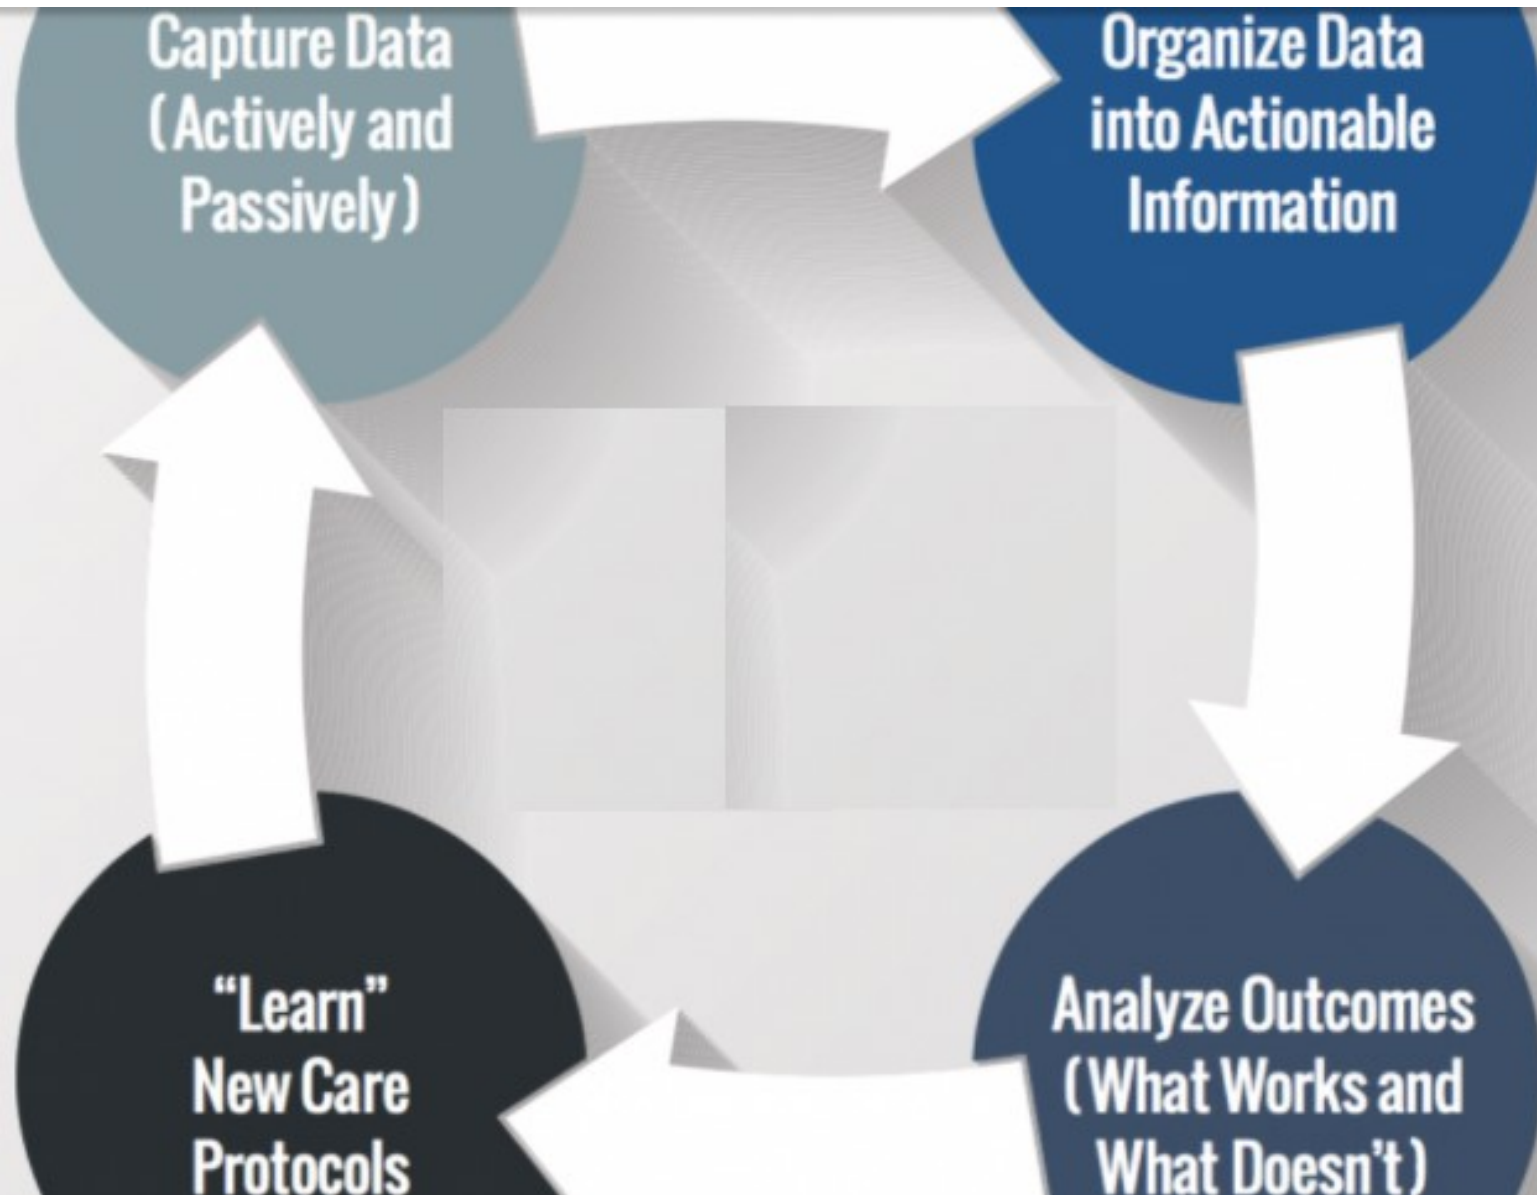 Capture Data
(Actively and
Passively)
Organize Data
into Actionable
Information
“Learn”
New Care
Protocols
Analyze Outcomes
(What Works and
What Doesn't)